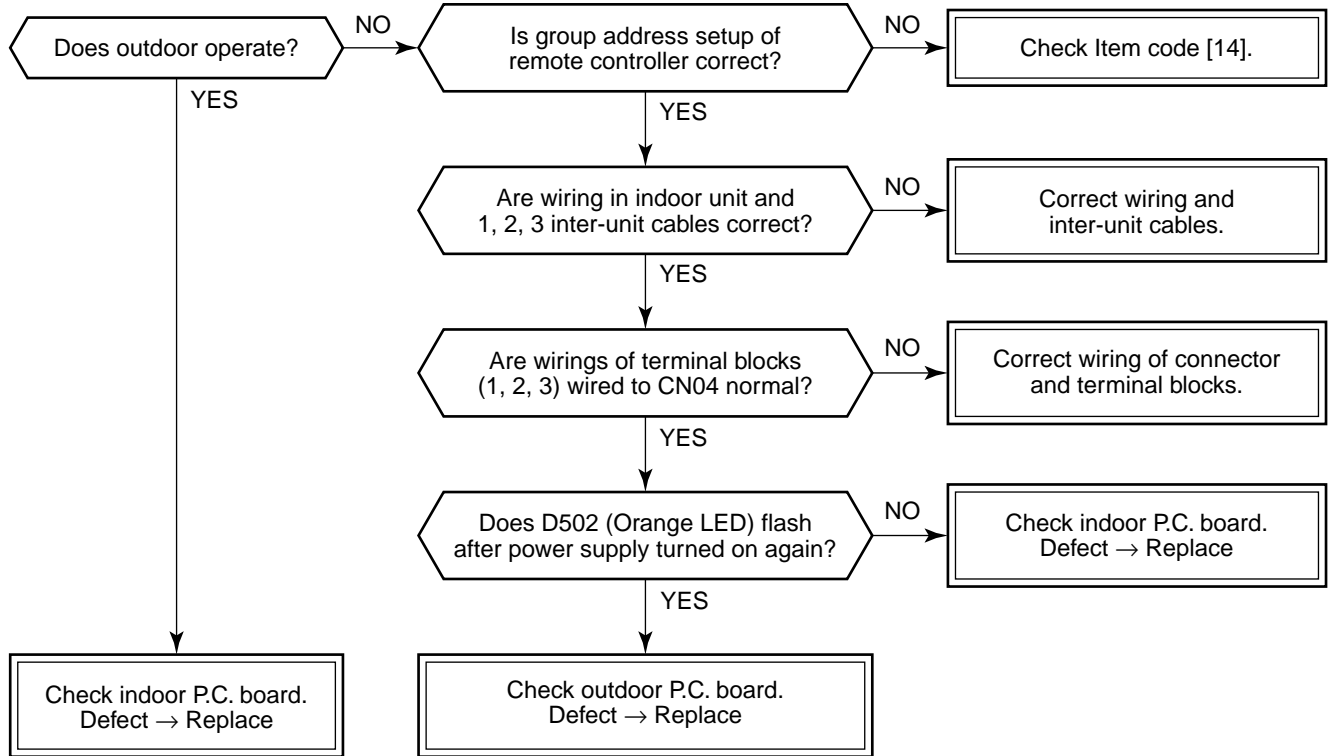 Does outdoor operate?
NO
Is group address setup of
remote controller correct?
NO
Check Item code [14].
YES
YES
Are wiring in indoor unit and
1, 2, 3 inter-unit cables correct?
NO
Correct wiring and
inter-unit cables.
YES
Are wirings of terminal blocks
(1, 2, 3) wired to CN04 normal?
NO
Correct wiring of connector
and terminal blocks.
YES
Does D502 (Orange LED) flash
after power supply turned on again?
NO
Check indoor P.C. board.
Defect → Replace
YES
Check indoor P.C. board.
Defect → Replace
Check outdoor P.C. board.
Defect → Replace